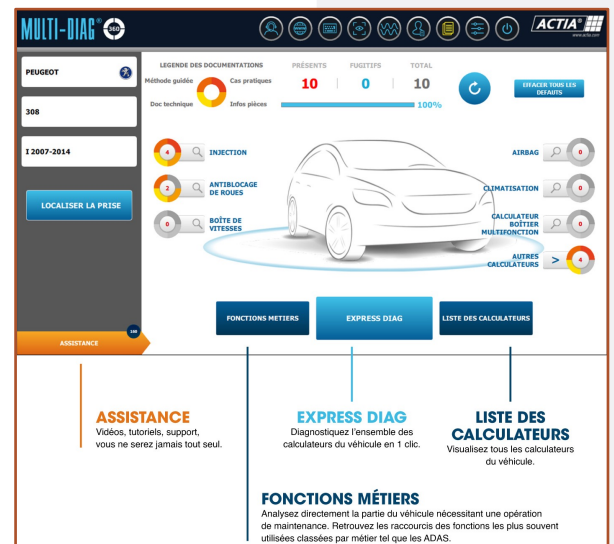 MULTI-DIAG® 360
ACTIA®
www.actia.com
PEUGEOT
308
I 2007-2014
LOCALISER LA PRISE
LEGENDE DES DOCUMENTATIONS
Méthode guidée
Cas pratiques
Doc technique
Infos pièces
PRÉSENTS
FUGITIFS
TOTAL
10
0
10
100%
EFFACER TOUS LES
DEFAUTS
4
INJECTION
2
ANTIBLOCAGE
DE ROUES
0
BOÎTE DE
VITESSES
AIRBAG
0
CLIMATISATION
0
CALCULATEUR
BOÎTIER
MULTIFONCTION
0
AUTRES
CALCULATEURS
>
4
FONCTIONS METIERS
EXPRESS DIAG
LISTE DES CALCULATEURS
ASSISTANCE
ASSISTANCE
Vidéos, tutoriels, support,
vous ne serez jamais tout seul.
EXPRESS DIAG
Diagnostiquez l'ensemble des
calculateurs du véhicule en 1 clic.
LISTE DES
CALCULATEURS
Visualisez tous les calculateurs
du véhicule.
FONCTIONS MÉTIERS
Analysez directement la partie du véhicule nécessitant une opération
de maintenance. Retrouvez les raccourcis des fonctions les plus souvent
utilisées classées par métier tel que les ADAS.